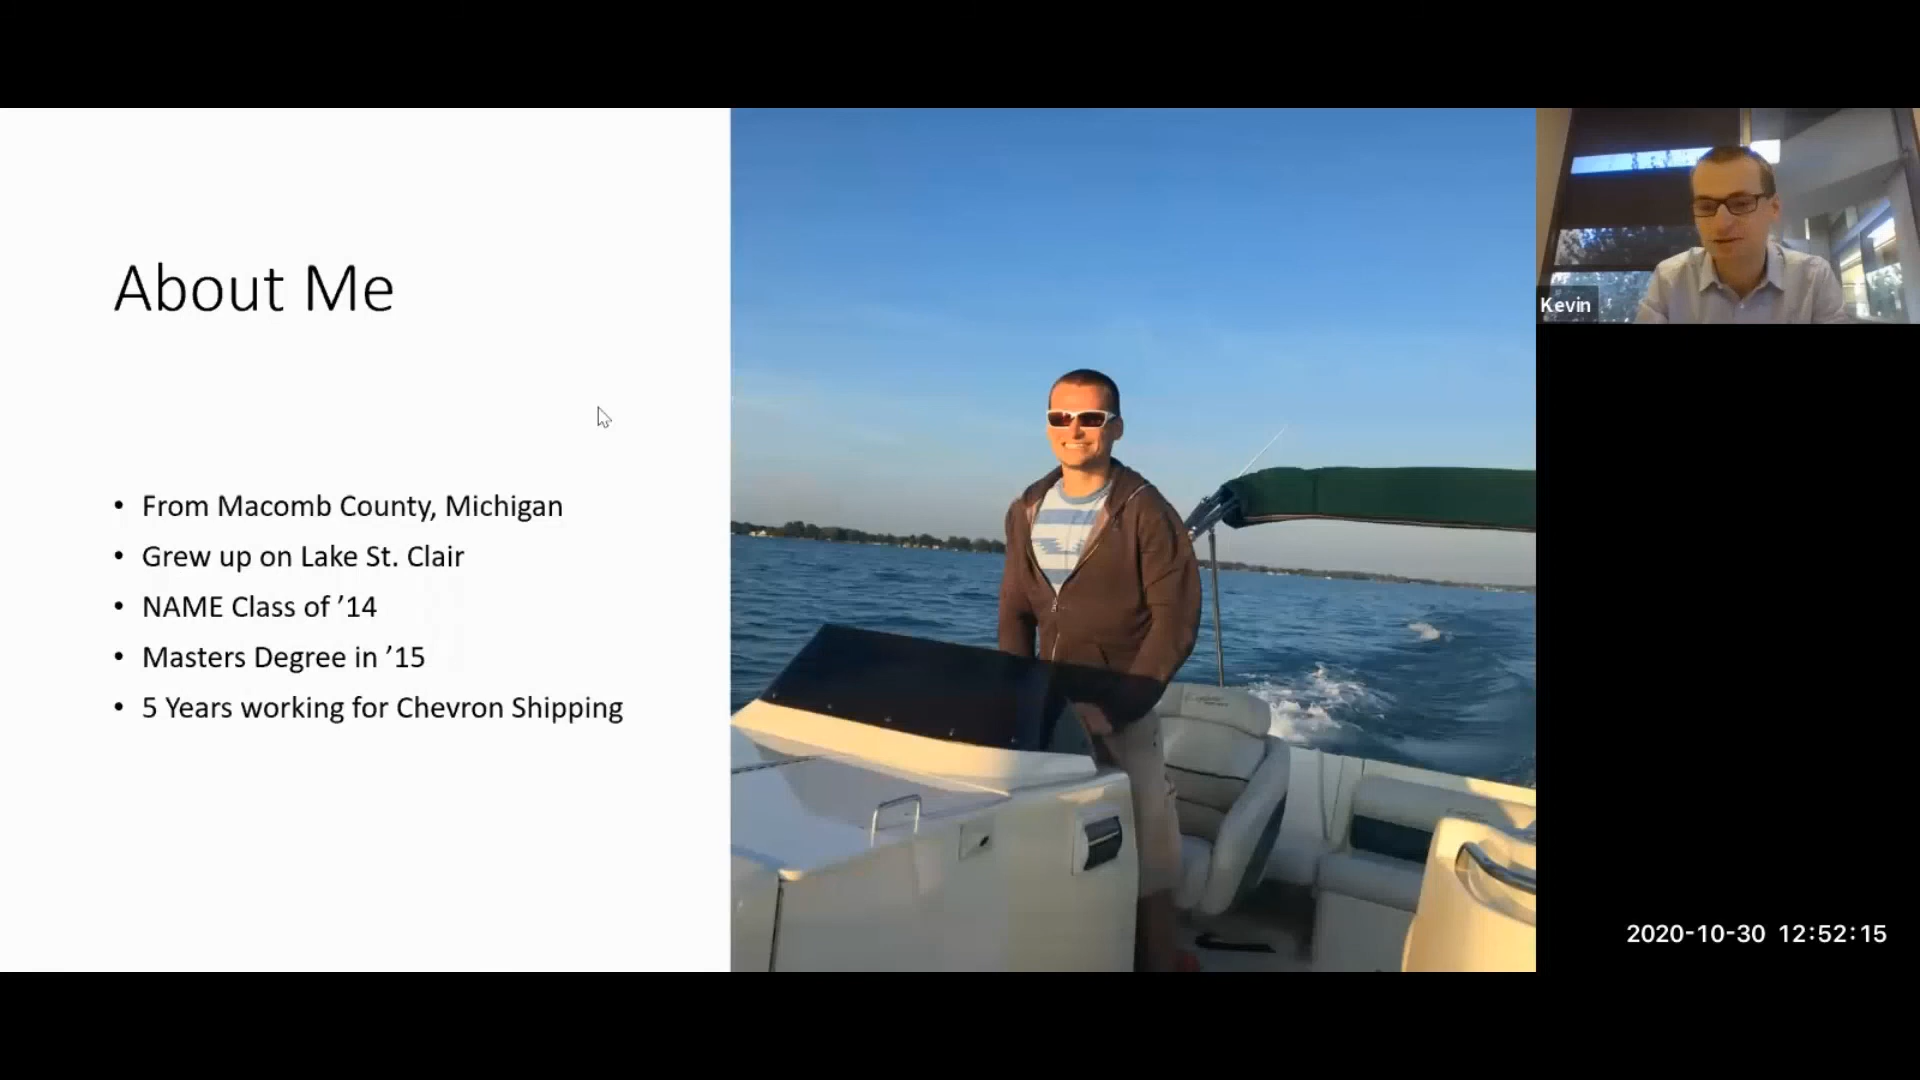 About Me
• From Macomb County, Michigan
• Grew up on Lake St. Clair
• NAME Class of ’14
• Masters Degree in ’15
• 5 Years working for Chevron Shipping
Kevin
2020-10-30 12:52:15